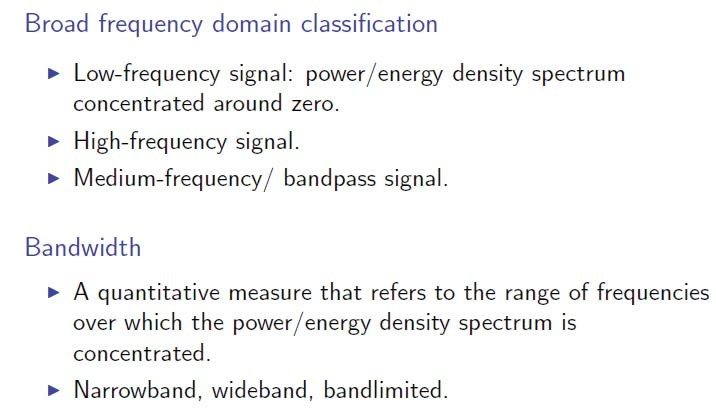 Broad frequency domain classification
Low-frequency signal: power/energy density spectrum
concentrated around zero.
High-frequency signal.
Medium-frequency/ bandpass signal.
Bandwidth
A quantitative measure that refers to the range of frequencies
over which the power/energy density spectrum is
concentrated.
Narrowband, wideband, bandlimited.